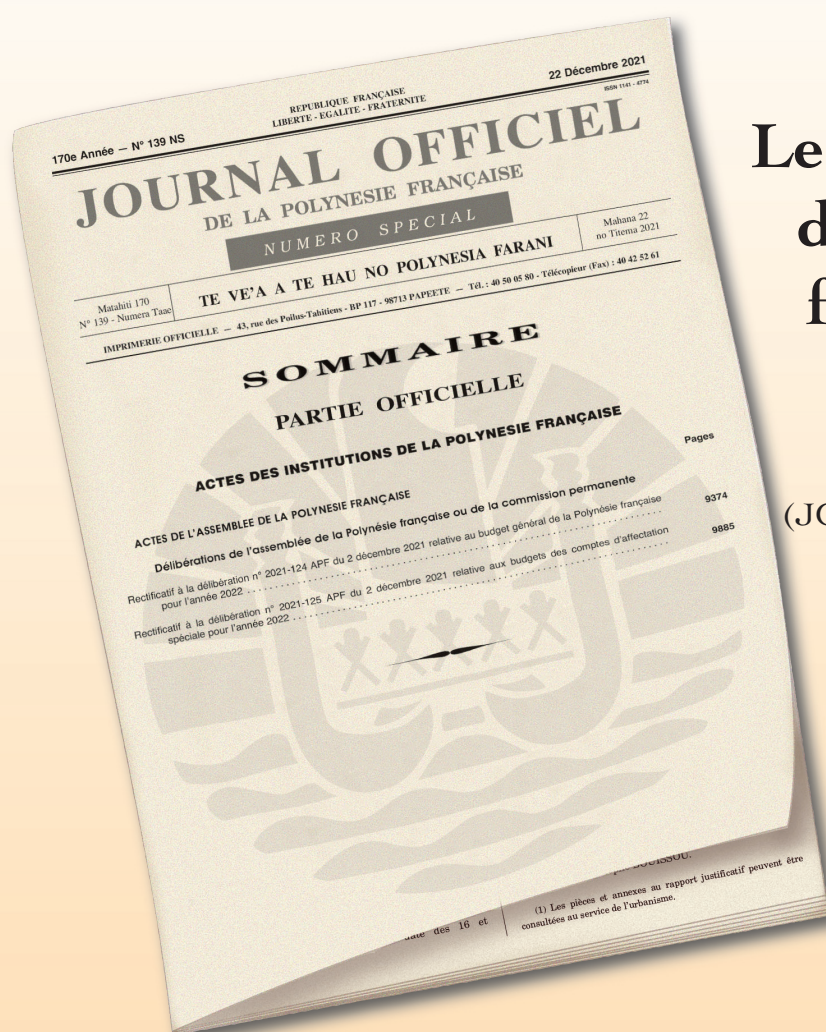 170e Année — N° 139 NS
REPUBLIQUE FRANÇAISE
LIBERTE - EGALITE - FRATERNITE
22 Décembre 2021
ISSN 1141 - 4774
JOURNAL OFFICIEL
DE LA POLYNESIE FRANÇAISE
NUMERO SPECIAL
Matahiti 170
N° 139 - Numera Taae
TE VE'A A TE HAU NO POLYNESIA FARANI
Mahana 22
no Titema 2021
IMPRIMERIE OFFICIELLE — 43, rue des Poilus-Tahitiens - BP 117 - 98713 PAPEETE — Tél. : 40 50 05 80 - Télécopieur (Fax) : 40 42 52 61
SOMMAIRE
PARTIE OFFICIELLE
ACTES DES INSTITUTIONS DE LA POLYNESIE FRANÇAISE
Pages
ACTES DE L'ASSEMBLEE DE LA POLYNESIE FRANÇAISE
Délibérations de l'assemblée de la Polynésie française ou de la commission permanente
Rectificatif à la délibération n° 2021-124 APF du 2 décembre 2021 relative au budget général de la Polynésie française
pour l'année 2022 9374
Rectificatif à la délibération n° 2021-125 APF du 2 décembre 2021 relative aux budgets des comptes d'affectation
spéciale pour l'année 2022 9885
des 16 et
(1) Les pièces et annexes au rapport justificatif peuvent être
consultées au service de l'urbanisme.
Le
d
f
(JO